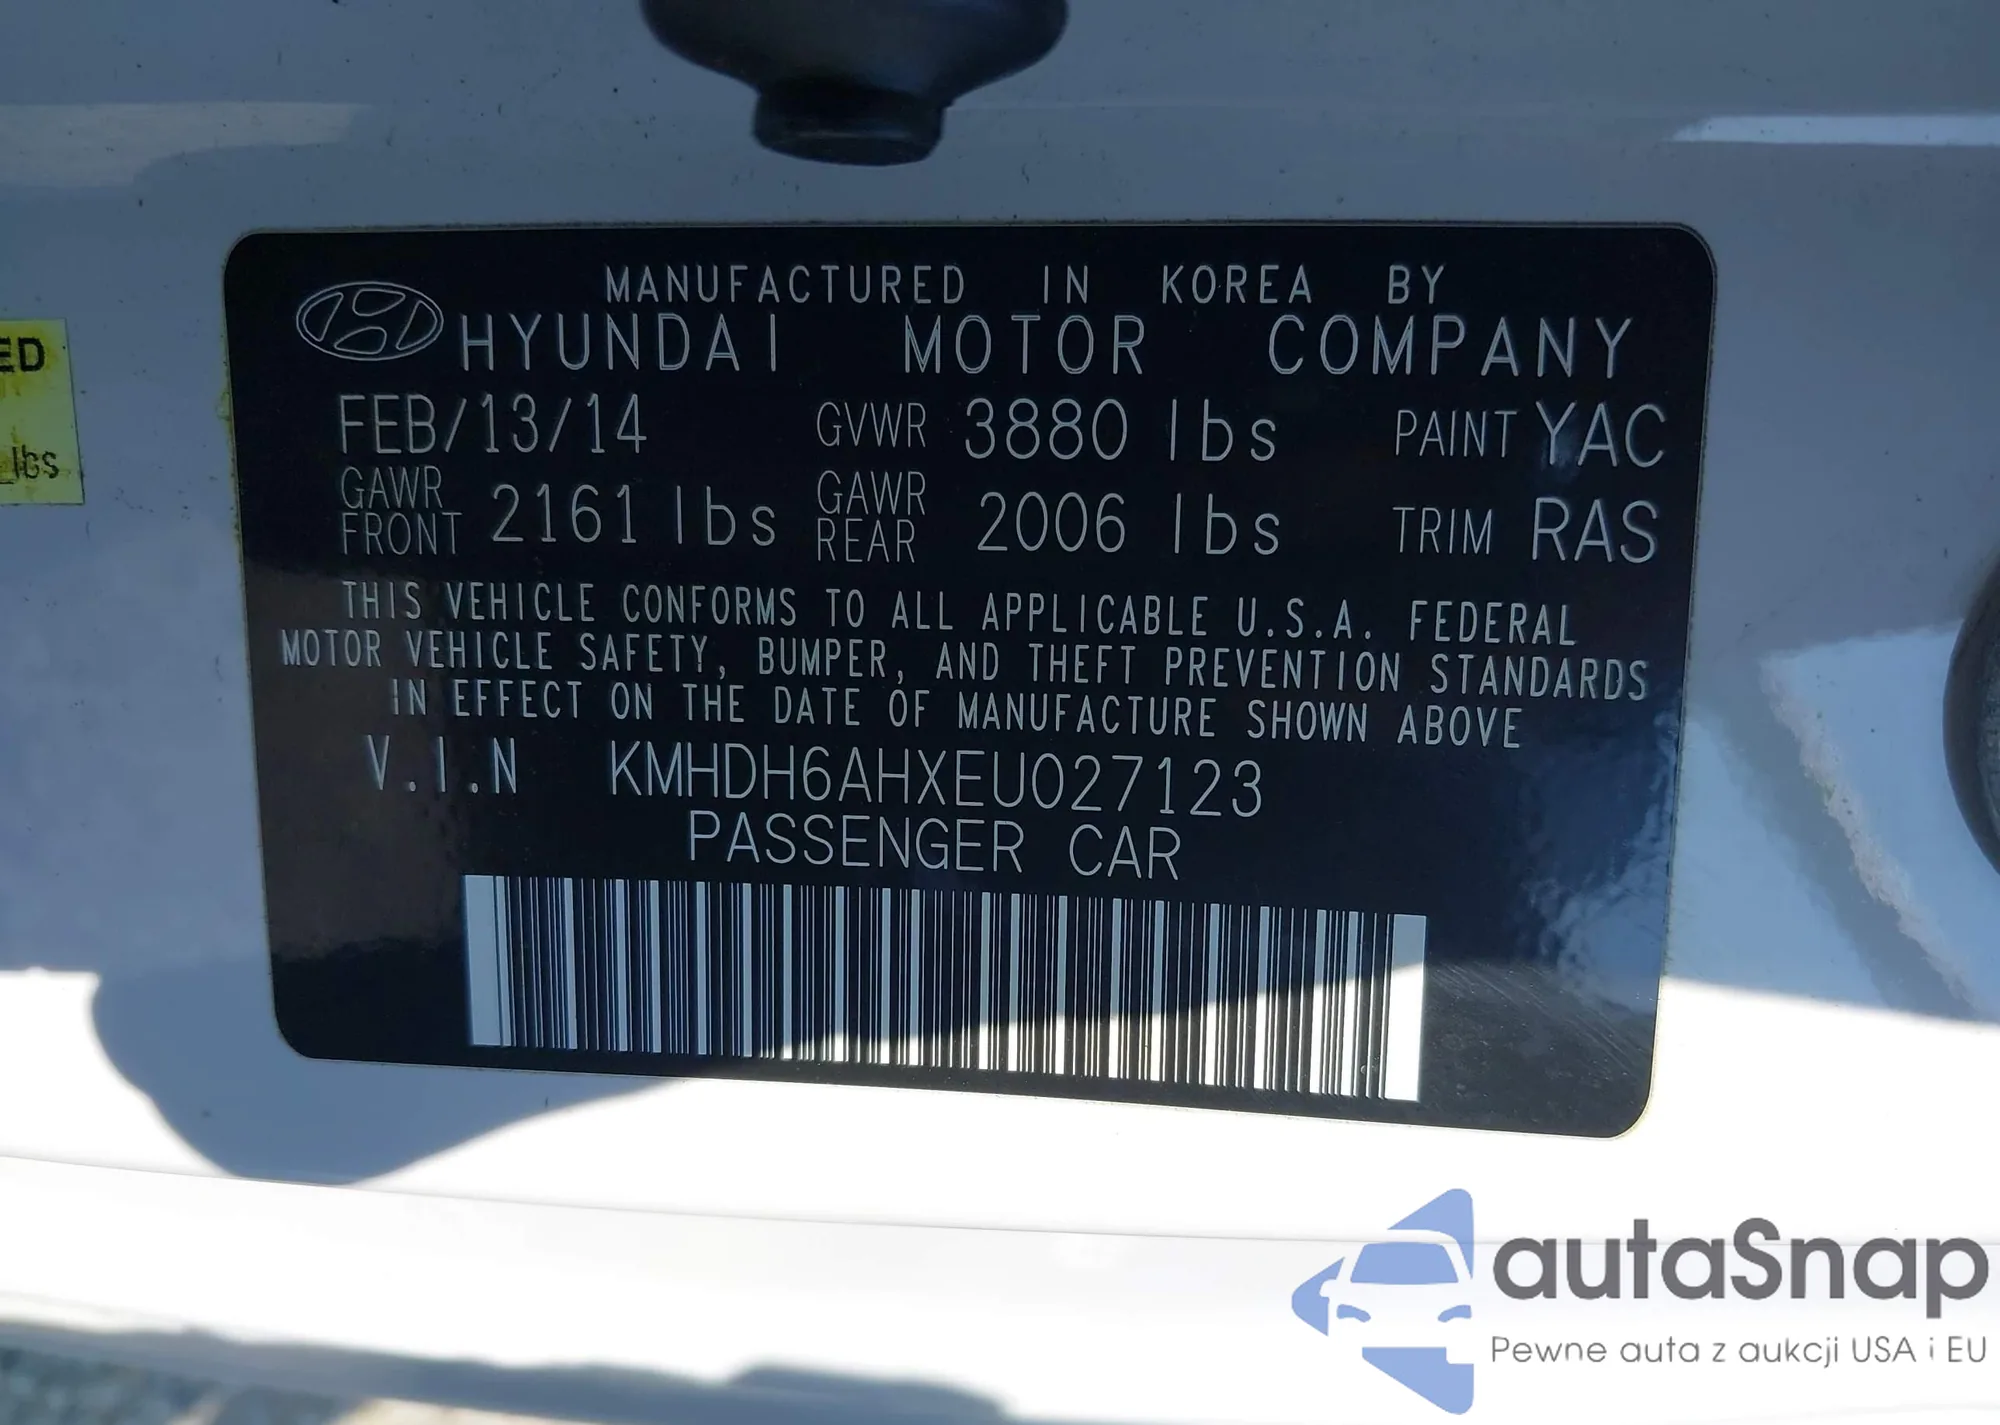 MANUFACTURED IN KOREA BY
HYUNDAI MOTOR COMPANY
FEB/13/14 GVWR 3880 lbs PAINT YAC
GAWR FRONT 2161 lbs GAWR REAR 2006 lbs TRIM RAS
THIS VEHICLE CONFORMS TO ALL APPLICABLE U.S.A. FEDERAL
MOTOR VEHICLE SAFETY, BUMPER, AND THEFT PREVENTION STANDARDS
IN EFFECT ON THE DATE OF MANUFACTURE SHOWN ABOVE
V.I.N KMHDH6AHXEU027123
PASSENGER CAR
ED
lbs
autaSnap
Pewne auta z aukcji USA i EU